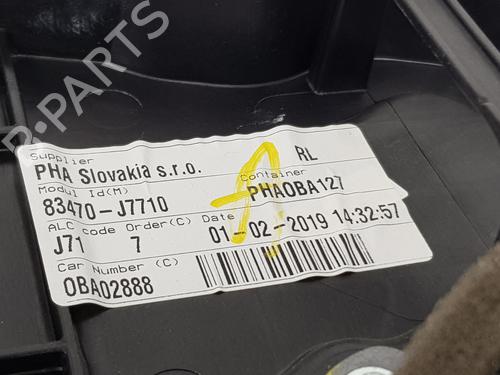 Supplier
PHA Slovakia s.r.o.
RL
Modul Id(M)
Container
83470-J7710
PHAOBA127
ALC code Order(C) Date
J71 7 01-02-2019 14:32:57
Car Number (C)
OBA02888
R-PARTS